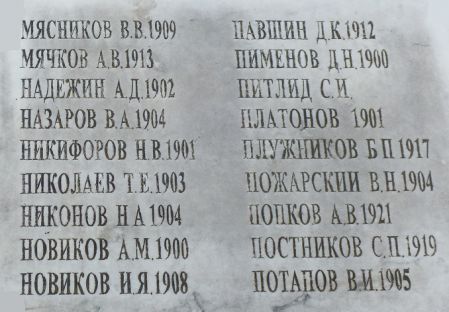 МЯСНИКОВ В.В.1909
МЯЧКОВ А.В.1913
НАДЕЖИН А.Д.1902
НАЗАРОВ В.А.1904
НИКИФОРОВ Н.В.1901
НИКОЛАЕВ Т.Е.1903
НИКОНОВ Н А 1904
НОВИКОВ А.М.1900
НОВИКОВ И.Я.1908
ПАВШИН Д.К.1912
ПИМЕНОВ Д.Н.1900
ПИТЛИД С.И.
ПЛАТОНОВ 1901
ПЛУЖНИКОВ Б П 1917
ПОЖАРСКИЙ В.Н.1904
ПОПКОВ А.В.1921
ПОСТНИКОВ С.П.1919
ПОТАПОВ В.И.1905